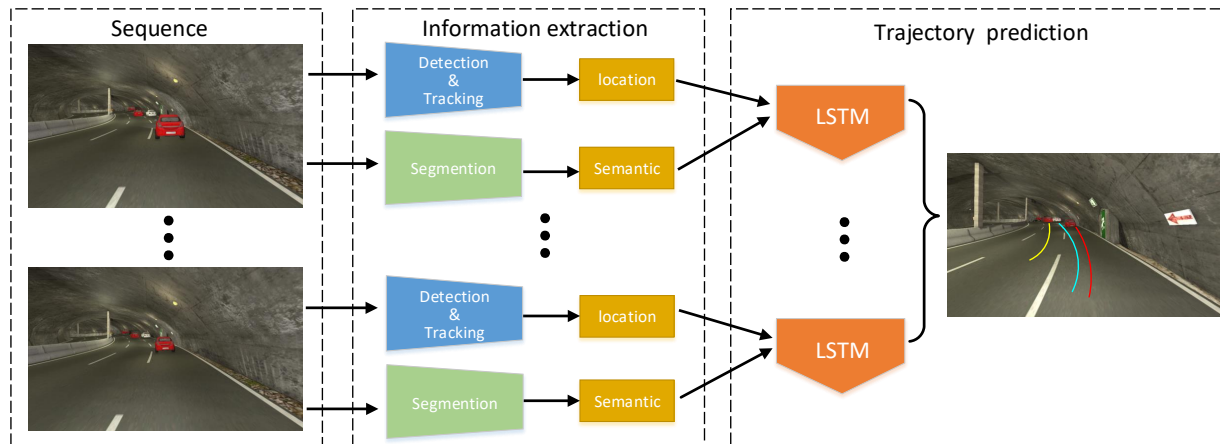 Sequence
Information extraction
Trajectory prediction
Detection
&
Tracking
location
Segmention
Semantic
LSTM
Detection
&
Tracking
location
Segmention
Semantic
LSTM